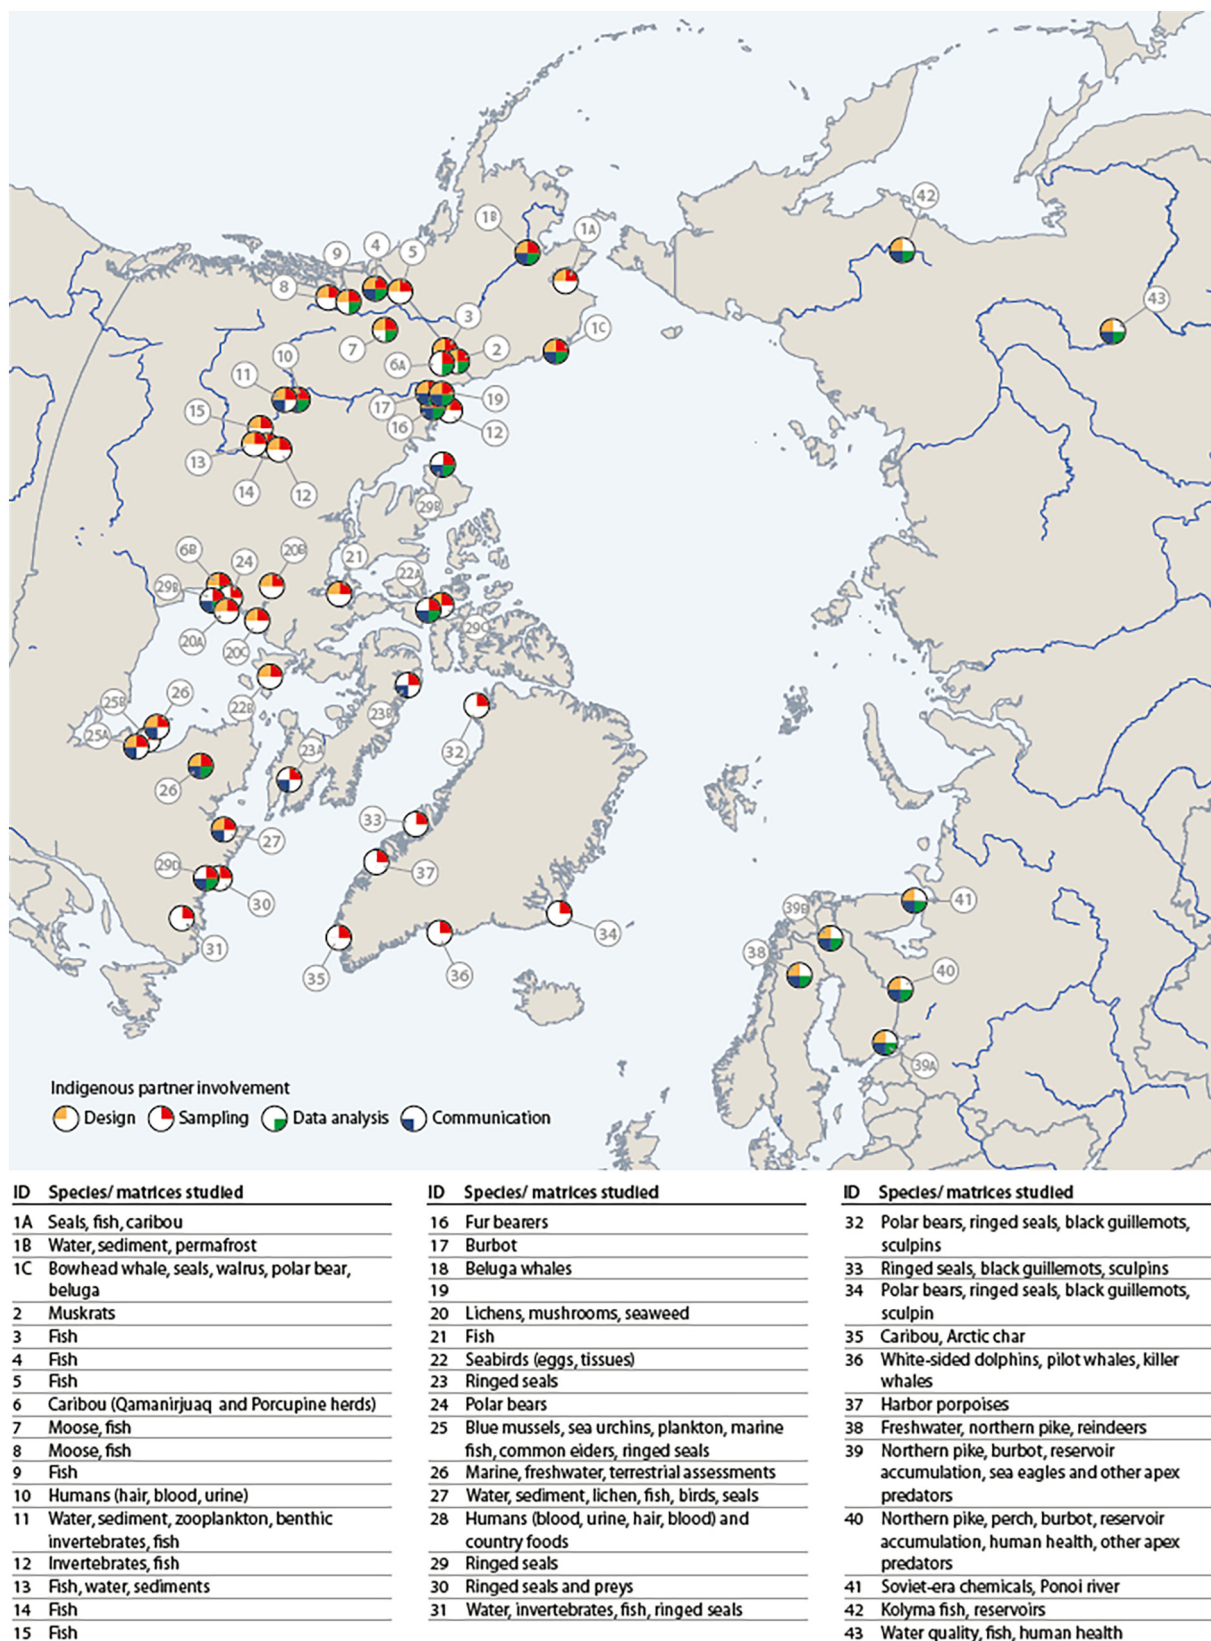 42
1B
1A
4
9
5
8
43
3
1C
7
2
10
6A
11
19
17
15
16
12
13
14
12
29B
6B
24
20B
21
22A
29B
29C
20A
20C
22B
26
25B
23B
25A
23A
32
26
33
27
37
29D
30
39B
41
31
34
38
35
36
40
39A
Indigenous partner involvement
Design Sampling Data analysis Communication
ID Species/ matrices studied
1A Seals, fish, caribou
1B Water, sediment, permafrost
1C Bowhead whale, seals, walrus, polar bear,
beluga
2 Muskrats
3 Fish
4 Fish
5 Fish
6 Caribou (Qamanirjuaq and Porcupine herds)
7 Moose, fish
8 Moose, fish
9 Fish
10 Humans (hair, blood, urine)
11 Water, sediment, zooplankton, benthic
invertebrates, fish
12 Invertebrates, fish
13 Fish, water, sediments
14 Fish
15 Fish
ID Species/ matrices studied
16 Fur bearers
17 Burbot
18 Beluga whales
19
20 Lichens, mushrooms, seaweed
21 Fish
22 Seabirds (eggs, tissues)
23 Ringed seals
24 Polar bears
25 Blue mussels, sea urchins, plankton, marine
fish, common eiders, ringed seals
26 Marine, freshwater, terrestrial assessments
27 Water, sediment, lichen, fish, birds, seals
28 Humans (blood, urine, hair, blood) and
country foods
29 Ringed seals
30 Ringed seals and preys
31 Water, invertebrates, fish, ringed seals
ID Species/ matrices studied
32 Polar bears, ringed seals, black guillemots,
sculpins
33 Ringed seals, black guillemots, sculpins
34 Polar bears, ringed seals, black guillemots,
sculpin
35 Caribou, Arctic char
36 White-sided dolphins, pilot whales, killer
whales
37 Harbor porpoises
38 Freshwater, northern pike, reindeers
39 Northern pike, burbot, reservoir
accumulation, sea eagles and other apex
predators
40 Northern pike, perch, burbot, reservoir
accumulation, human health, other apex
predators
41 Soviet-era chemicals, Ponoi river
42 Kolyma fish, reservoirs
43 Water quality, fish, human health